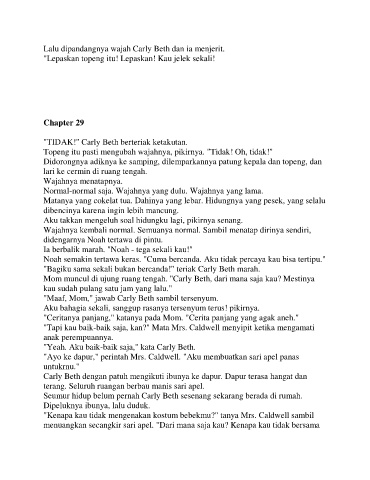 Lalu dipandangnya wajah Carly Beth dan ia menjerit.
"Lepaskan topeng itu! Lepaskan! Kau jelek sekali!
Chapter 29
"TIDAK!" Carly Beth berteriak ketakutan.
Topeng itu pasti mengubah wajahnya, pikirnya. "Tidak! Oh, tidak!"
Didorongnya adiknya ke samping, dilemparkannya patung kepala dan topeng, dan
lari ke cermin di ruang tengah.
Wajahnya menatapnya.
Normal-normal saja. Wajahnya yang dulu. Wajahnya yang lama.
Matanya yang cokelat tua. Dahinya yang lebar. Hidungnya yang pesek, yang selalu
dibencinya karena ingin lebih mancung.
Aku takkan mengeluh soal hidungku lagi, pikirnya senang.
Wajahnya kembali normal. Semuanya normal. Sambil menatap dirinya sendiri,
didengarnya Noah tertawa di pintu.
Ia berbalik marah. "Noah - tega sekali kau!"
Noah semakin tertawa keras. "Cuma bercanda. Aku tidak percaya kau bisa tertipu."
"Bagiku sama sekali bukan bercanda!" teriak Carly Beth marah.
Mom muncul di ujung ruang tengah. "Carly Beth, dari mana saja kau? Mestinya
kau sudah pulang satu jam yang lalu."
"Maaf, Mom," jawab Carly Beth sambil tersenyum.
Aku bahagia sekali, sanggup rasanya tersenyum terus! pikirnya.
"Ceritanya panjang," katanya pada Mom. "Cerita panjang yang agak aneh."
"Tapi kau baik-baik saja, kan?" Mata Mrs. Caldwell menyipit ketika mengamati
anak perempuannya.
"Yeah. Aku baik-baik saja," kata Carly Beth.
"Ayo ke dapur," perintah Mrs. Caldwell. "Aku membuatkan sari apel panas
untukmu."
Carly Beth dengan patuh mengikuti ibunya ke dapur. Dapur terasa hangat dan
terang. Seluruh ruangan berbau manis sari apel.
Seumur hidup belum pernah Carly Beth sesenang sekarang berada di rumah.
Dipeluknya ibunya, lalu duduk.
"Kenapa kau tidak mengenakan kostum bebekmu?" tanya Mrs. Caldwell sambil
menuangkan secangkir sari apel. "Dari mana saja kau? Kenapa kau tidak bersama